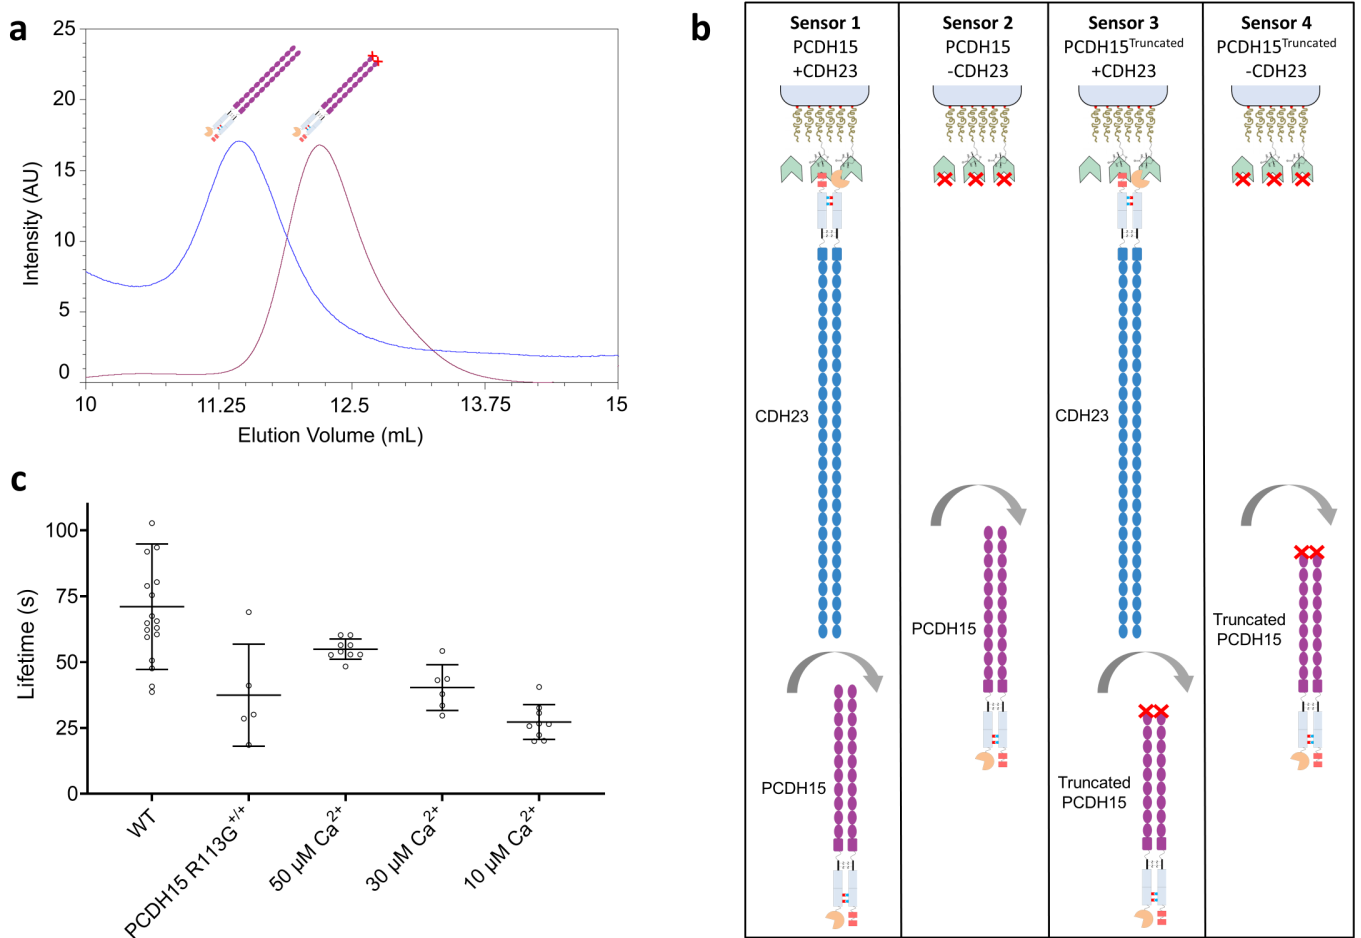 a
25
20
15
10
5
0
Intensity (AU)
10
11.25
12.5
13.75
15
Elution Volume (mL)
b
Sensor 1
PCDH15
+CDH23
CDH23
PCDH15
Sensor 2
PCDH15
-CDH23
PCDH15
Sensor 3
PCDH15Truncated
+CDH23
CDH23
Truncated
PCDH15
Sensor 4
PCDH15Truncated
-CDH23
Truncated
PCDH15
c
100
75
50
25
0
Lifetime (s)
WT
PCDH15 R113G+/+
50 µM Ca2+
30 µM Ca2+
10 µM Ca2+